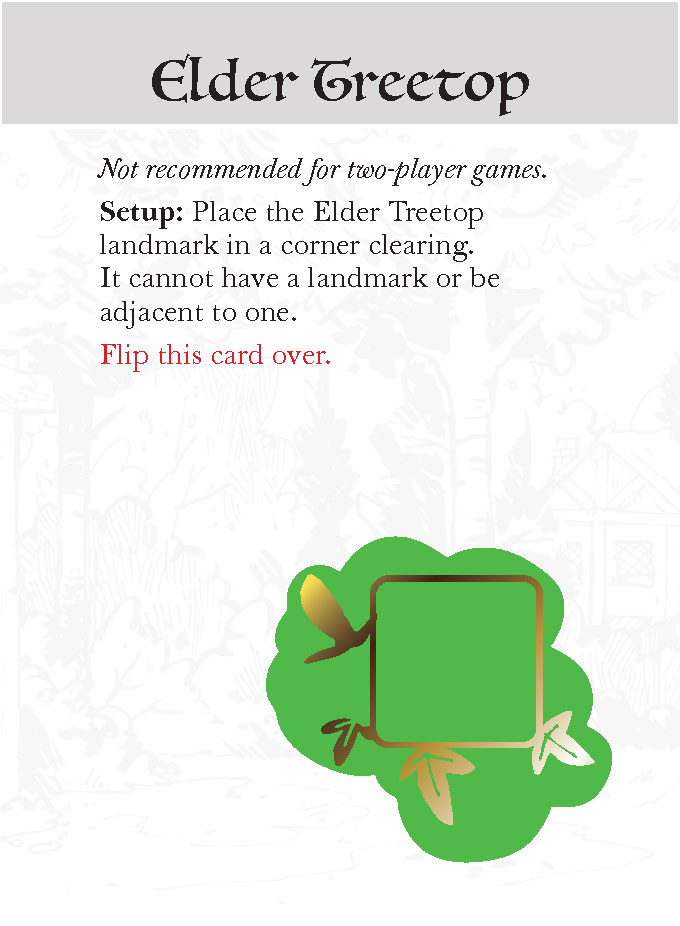 Elder Treetop
Not recommended for two-player games.
Setup: Place the Elder Treetop
landmark in a corner clearing.
It cannot have a landmark or be
adjacent to one.
Flip this card over.